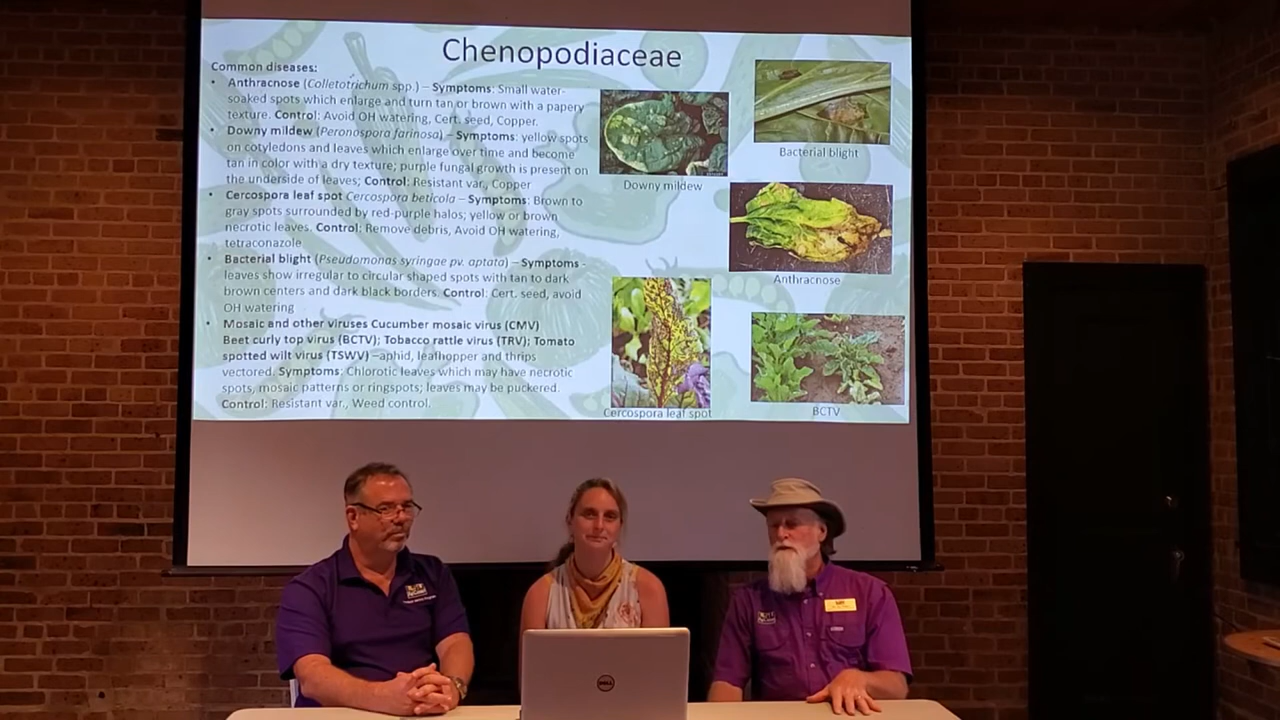 Chenopodiaceae
Common diseases:
• Anthracnose (Colletotrichum spp.) – Symptoms: Small water-
soaked spots which enlarge and turn tan or brown with a papery
texture. Control: Avoid OH watering, Cert. seed, Copper.
• Downy mildew (Peronospora farinosa) – Symptoms: yellow spots
on cotyledons and leaves which enlarge over time and become
tan in color with a dry texture; purple fungal growth is present on
the underside of leaves; Control: Resistant var., Copper
• Cercospora leaf spot Cercospora beticola – Symptoms: Brown to
gray spots surrounded by red-purple halos; yellow or brown
necrotic leaves. Control: Remove debris, Avoid OH watering,
tetraconazole
• Bacterial blight (Pseudomonas syringae pv. aptata) – Symptoms -
leaves show irregular to circular shaped spots with tan to dark
brown centers and dark black borders. Control: Cert. seed, avoid
OH watering
• Mosaic and other viruses Cucumber mosaic virus (CMV)
Beet curly top virus (BCTV); Tobacco rattle virus (TRV); Tomato
spotted wilt virus (TSWV) –aphid, leafhopper and thrips
vectored. Symptoms: Chlorotic leaves which may have necrotic
spots, mosaic patterns or ringspots; leaves may be puckered.
Control: Resistant var., Weed control.
Downy mildew
Bacterial blight
Anthracnose
Cercospora leaf spot
BCTV
DELL